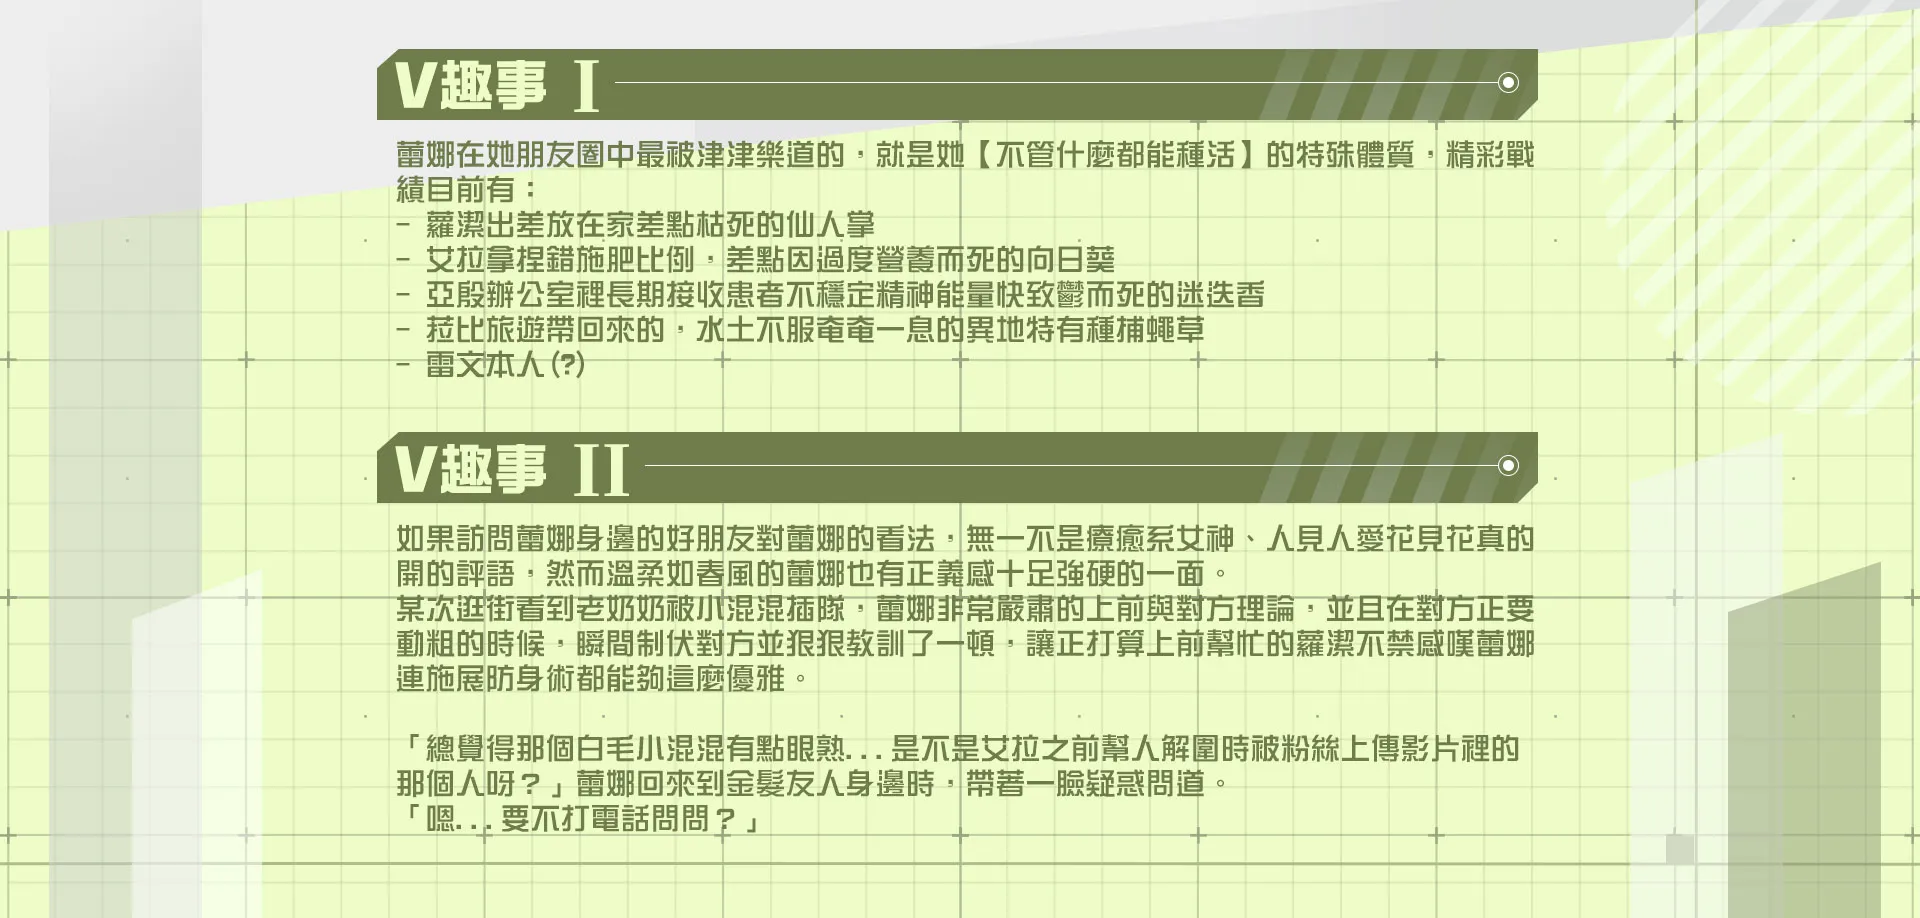 V趣事 I
蕾娜在她朋友圈中最被津津樂道的，就是她【不管什麼都能種活】的特殊體質，精彩戰
績目前有：
- 蘿潔出差放在家差點枯死的仙人掌
- 艾拉拿捏錯施肥比例，差點因過度營養而死的向日葵
- 亞殷辦公室裡長期接收患者不穩定精神能量快致鬱而死的迷迭香
- 菈比旅遊帶回來的，水土不服奄奄一息的異地特有種捕蠅草
- 雷文本人(?)
V趣事 II
如果訪問蕾娜身邊的好朋友對蕾娜的看法，無一不是療癒系女神、人見人愛花見花真的
開的評語，然而溫柔如春風的蕾娜也有正義感十足強硬的一面。
某次逛街看到老奶奶被小混混插隊，蕾娜非常嚴肅的上前與對方理論，並且在對方正要
動粗的時候，瞬間制伏對方並狠狠教訓了一頓，讓正打算上前幫忙的蘿潔不禁感嘆蕾娜
連施展防身術都能夠這麼優雅。
「總覺得那個白毛小混混有點眼熟...是不是艾拉之前幫人解圍時被粉絲上傳影片裡的
那個人呀？」蕾娜回來到金髮友人身邊時，帶著一臉疑惑問道。
「嗯...要不打電話問問？」